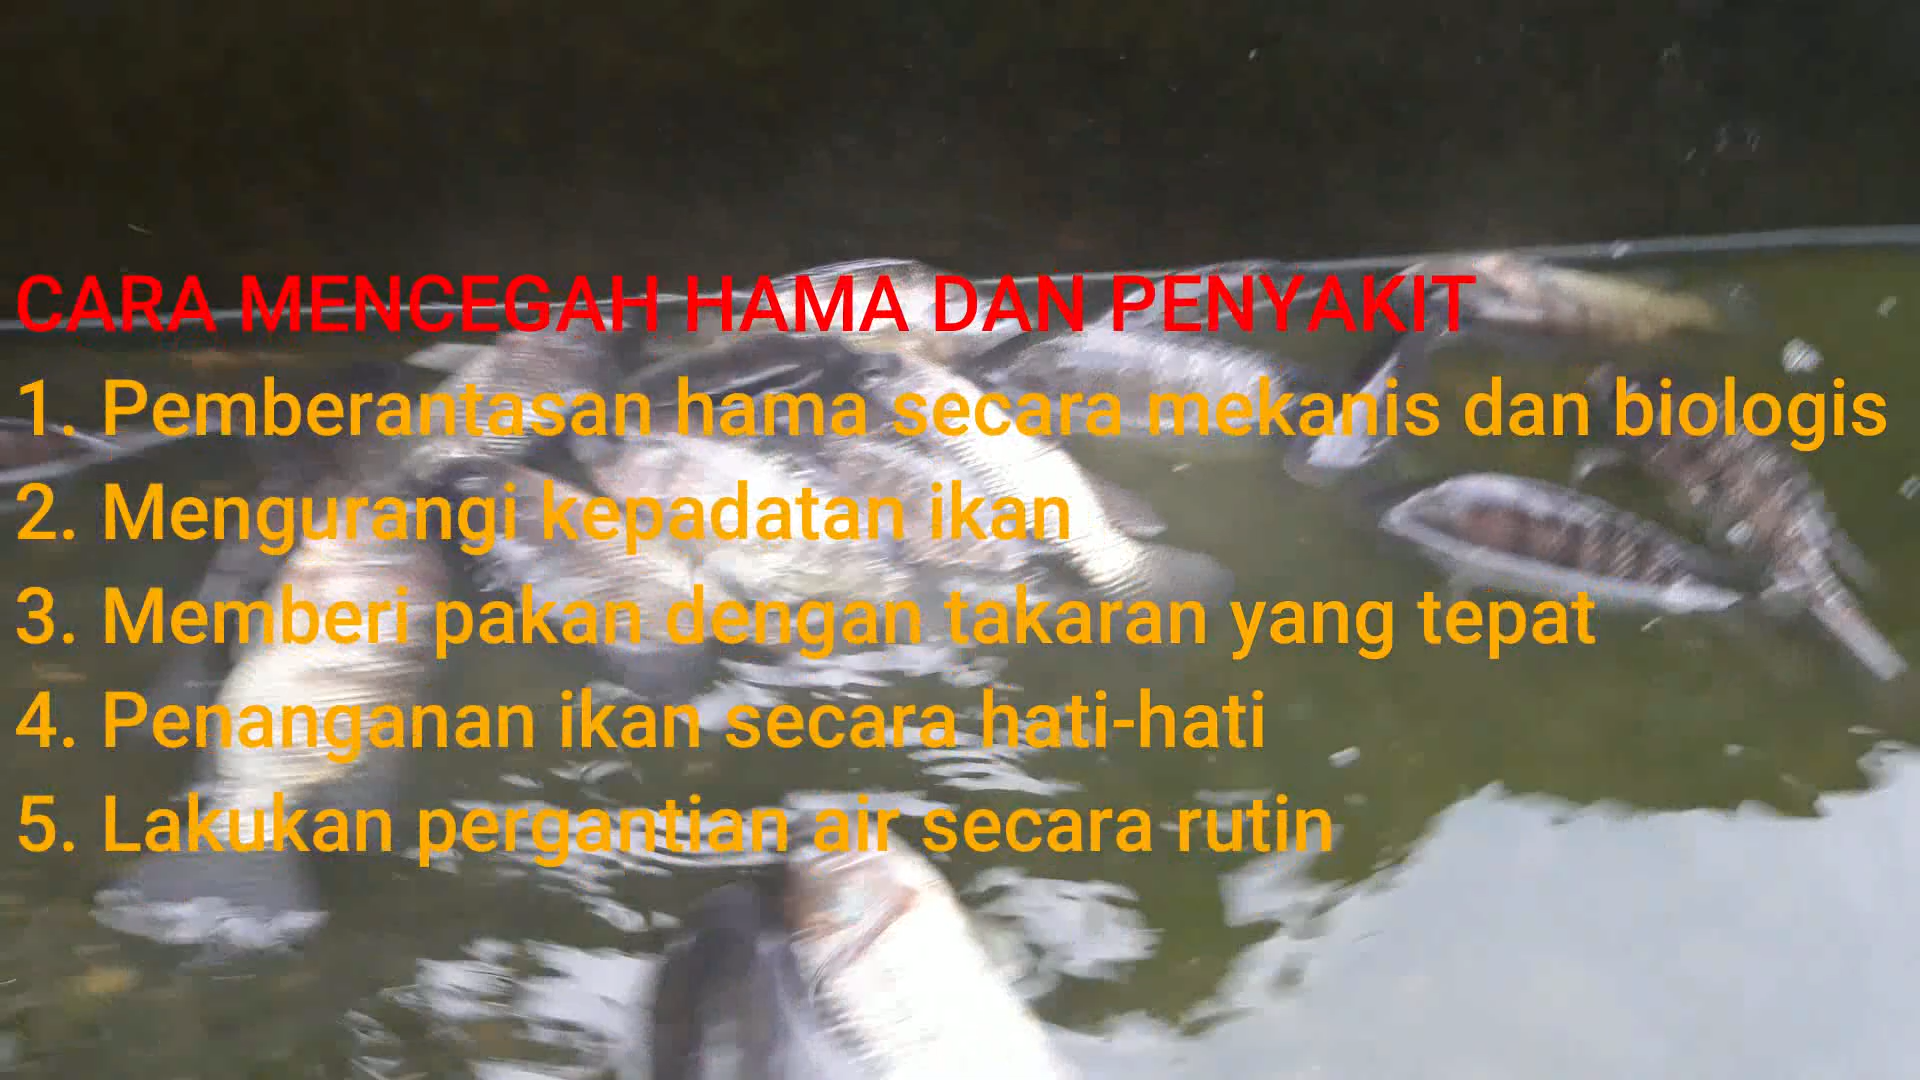 CARA MENCEGAH HAMA DAN PENYAKIT
1. Pemberantasan hama secara mekanis dan biologis
2. Mengurangi kepadatan ikan
3. Memberi pakan dengan takaran yang tepat
4. Penanganan ikan secara hati-hati
5. Lakukan pergantian air secara rutin